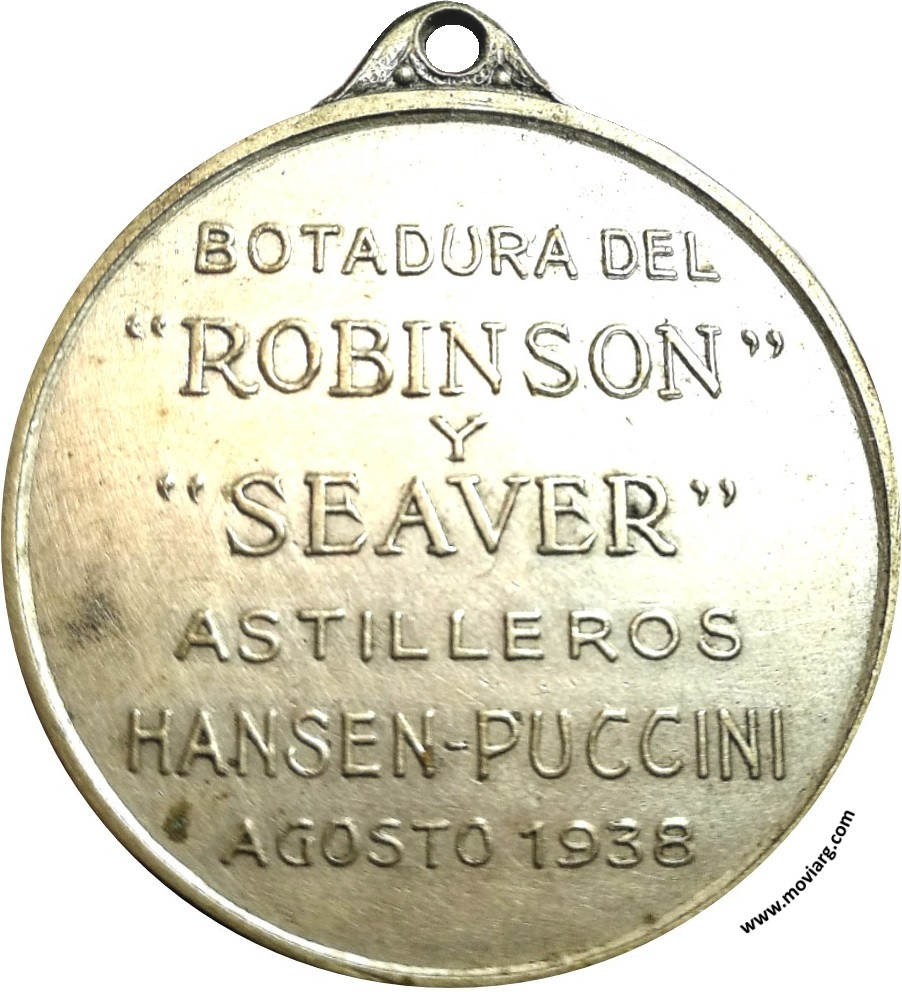 BOTADURA DEL
“ROBINSON”
Y
“SEAVER”
ASTILLEROS
HANSEN-PUCCINI
AGOSTO 1938
www.moviarg.com